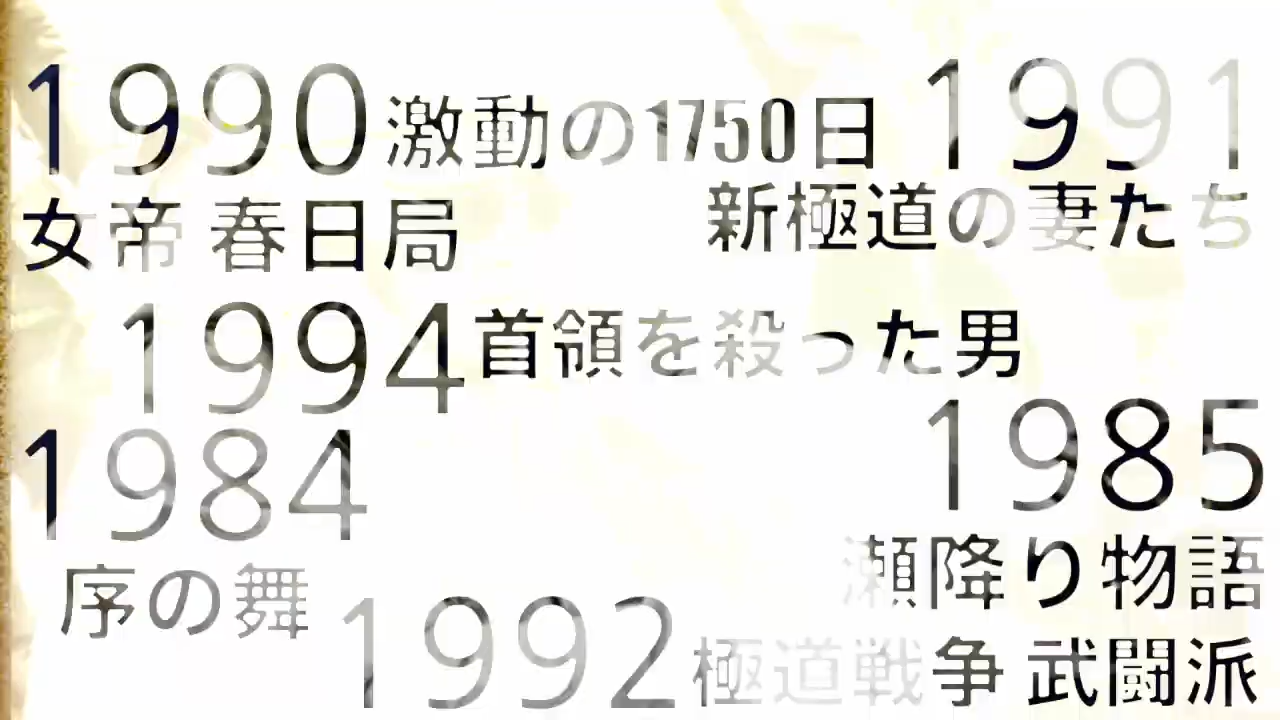 1990 激動の1750日
女帝 春日局
1991
新極道の妻たち
1994 首領を殺った男
1984
序の舞
1985
瀬降り物語
1992 極道戦争 武闘派